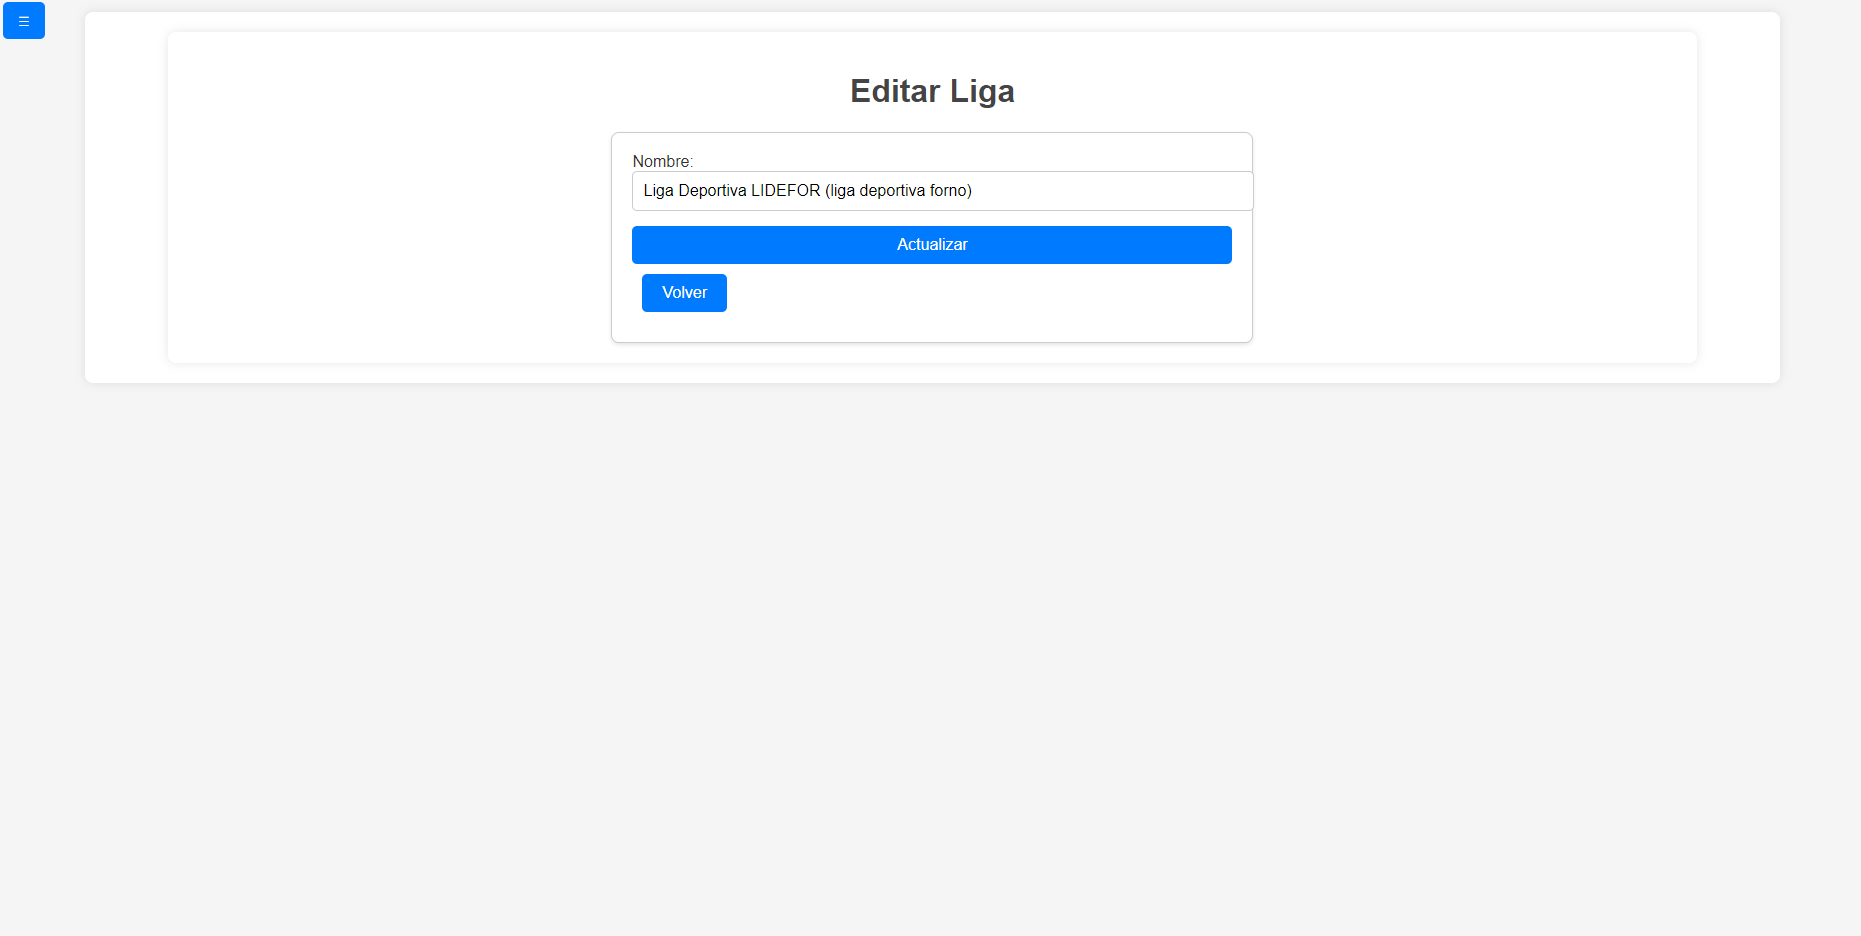 ☰
Editar Liga
Nombre:
Liga Deportiva LIDEFOR (liga deportiva forno)
Actualizar
Volver